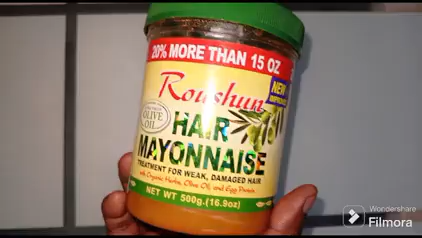 20% MORE THAN 15 OZ
Roushun
NEW
IMPROVED
OLIVE
OIL
HAIR
MAYONNAISE
TREATMENT FOR WEAK, DAMAGED HAIR
with Organic Herbs, Olive Oil, and Egg Protein
NET WT 500g.(16.9oz)
Wondershare
Filmora